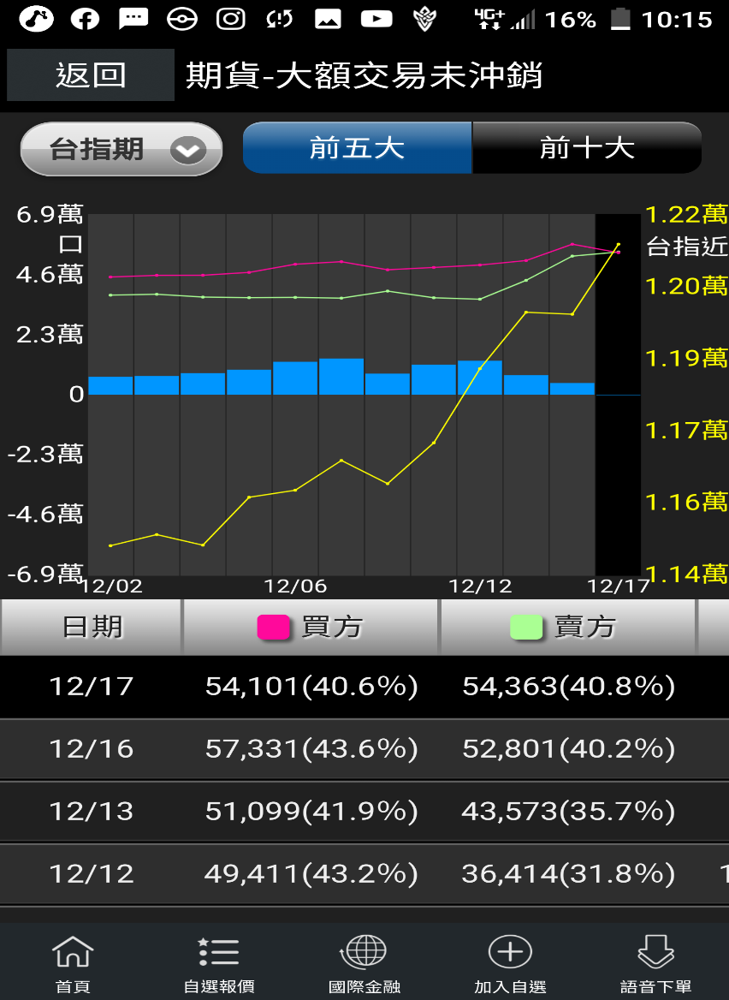 4G+ 16% 10:15
返回 期貨-大額交易未沖銷
台指期 前五大 前十大
6.9萬 1.22萬
口 台指近
4.6萬 1.20萬
2.3萬 1.19萬
0
-2.3萬 1.17萬
-4.6萬 1.16萬
-6.9萬 1.14萬
12/02 12/06 12/12 12/17
日期 買方 賣方
12/17 54,101(40.6%) 54,363(40.8%)
12/16 57,331(43.6%) 52,801(40.2%)
12/13 51,099(41.9%) 43,573(35.7%)
12/12 49,411(43.2%) 36,414(31.8%) 1
首頁 自選報價 國際金融 加入自選 語音下單